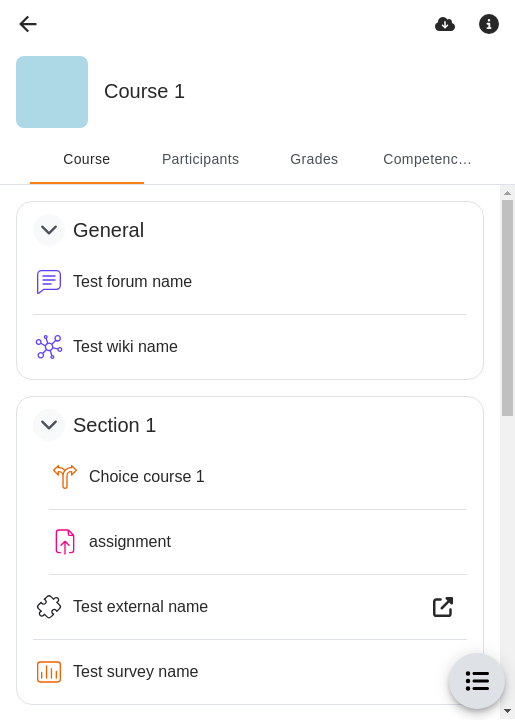 Course 1
Course
Participants
Grades
Competenc…
General
Test forum name
Test wiki name
Section 1
Choice course 1
assignment
Test external name
Test survey name